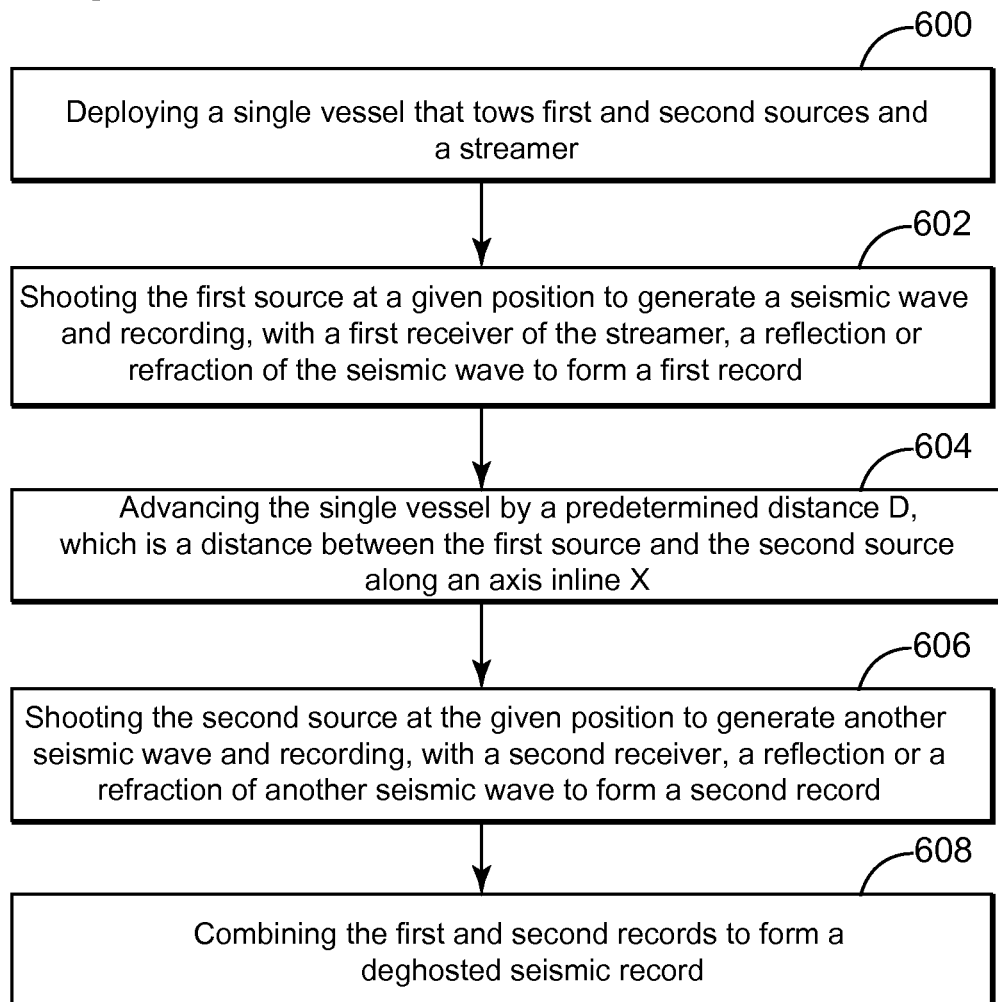 600
Deploying a single vessel that tows first and second sources and
a streamer
602
Shooting the first source at a given position to generate a seismic wave
and recording, with a first receiver of the streamer, a reflection or
refraction of the seismic wave to form a first record
604
Advancing the single vessel by a predetermined distance D,
which is a distance between the first source and the second source
along an axis inline X
606
Shooting the second source at the given position to generate another
seismic wave and recording, with a second receiver, a reflection or a
refraction of another seismic wave to form a second record
608
Combining the first and second records to form a
deghosted seismic record